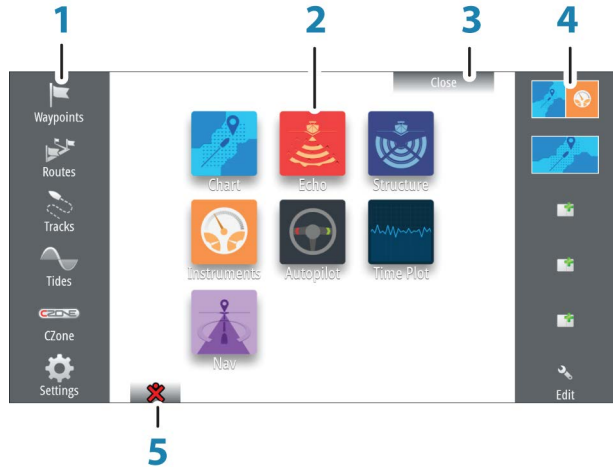 1
2
3
4
Close
Waypoints
Routes
Tracks
Tides
CZONE
CZone
Settings
Chart
Echo
Structure
Instruments
Autopilot
Time Plot
Nav
Edit
5